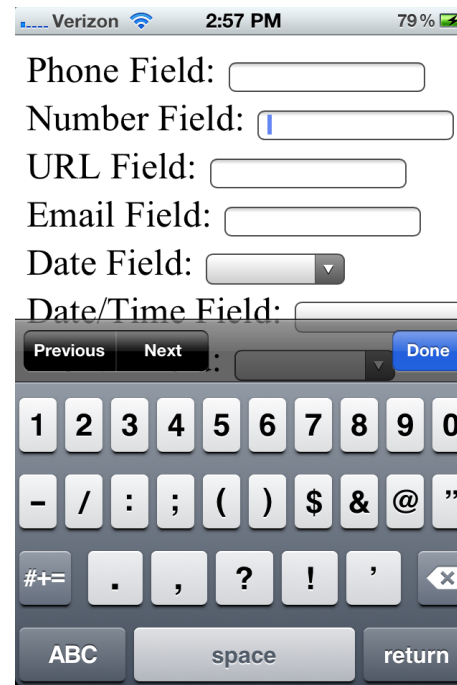 Verizon 2:57 PM 79%
Phone Field:
Number Field:
URL Field:
Email Field:
Date Field:
Date/Time Field:
Previous Next : Done
1 2 3 4 5 6 7 8 9 0
- / : ; ( ) $ & @ ”
#+= . , ? ! ’
ABC space return